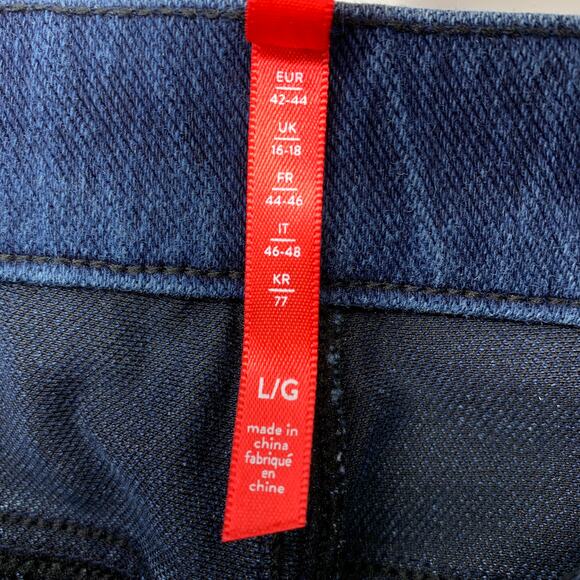 EUR
42-44
UK
16-18
FR
44-46
IT
46-48
KR
77
L/G
made in
china
fabriqué
en
chine